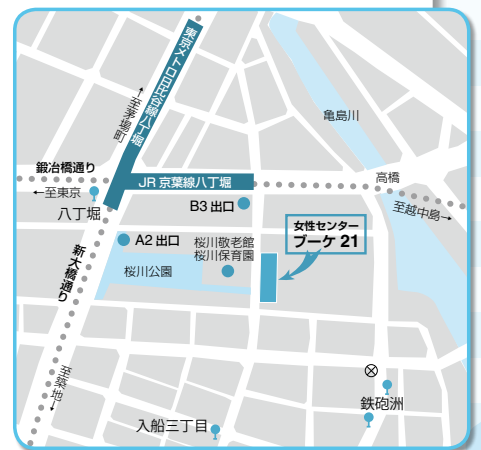 東京メトロ日比谷線八丁堀
←至茅場町
亀島川
鍛冶橋通り
←至東京
JR 京葉線八丁堀
高橋
至越中島→
八丁堀
B3 出口
女性センター
ブーケ 21
A2 出口
桜川敬老館
桜川保育園
桜川公園
新大橋通り
至築地→
鉄砲洲
入船三丁目